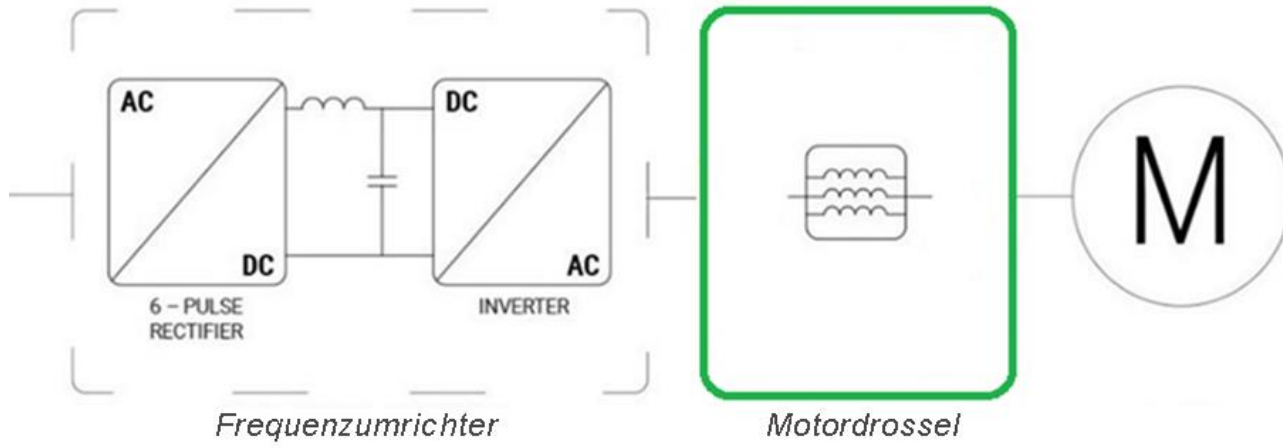 AC
DC
6 – PULSE
RECTIFIER
DC
AC
INVERTER
M
Frequenzumrichter
Motordrossel